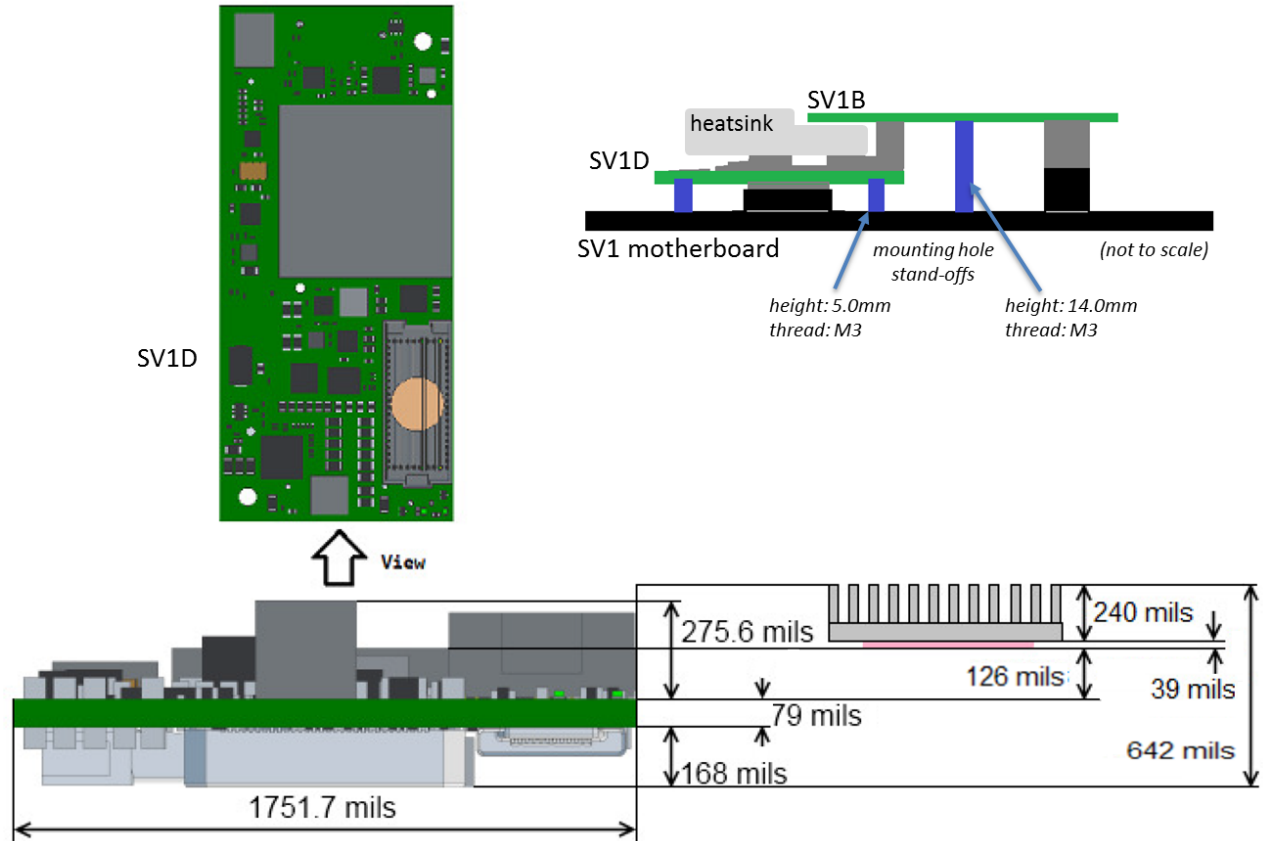 SV1B
heatsink
SV1D
SV1 motherboard
mounting hole
stand-offs
(not to scale)
height: 5.0mm
thread: M3
height: 14.0mm
thread: M3
SV1D
View
275.6 mils
240 mils
126 mils
39 mils
79 mils
642 mils
168 mils
1751.7 mils